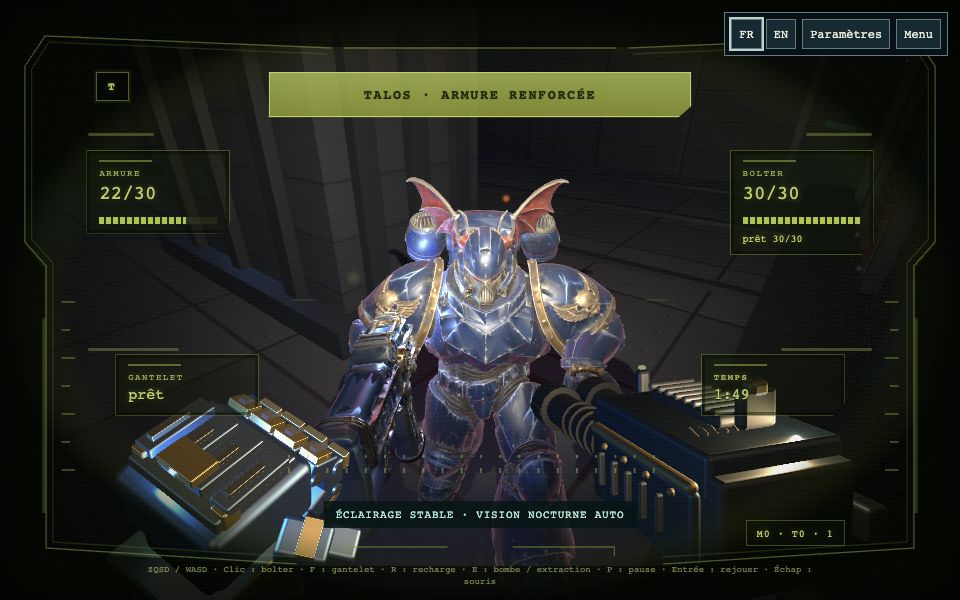 FR EN Paramètres Menu
T
TALOS · ARMURE RENFORCÉE
ARMURE
22/30
BOLTER
30/30
prêt 30/30
GANTELET
prêt
TEMPS
1:49
ÉCLAIRAGE STABLE · VISION NOCTURNE AUTO
M0 · T0 · 1
ZQSD / WASD · Clic : bolter · F : gantelet · R : recharge · E : bombe / extraction · P : pause · Entrée : rejouer · Échap :
souris